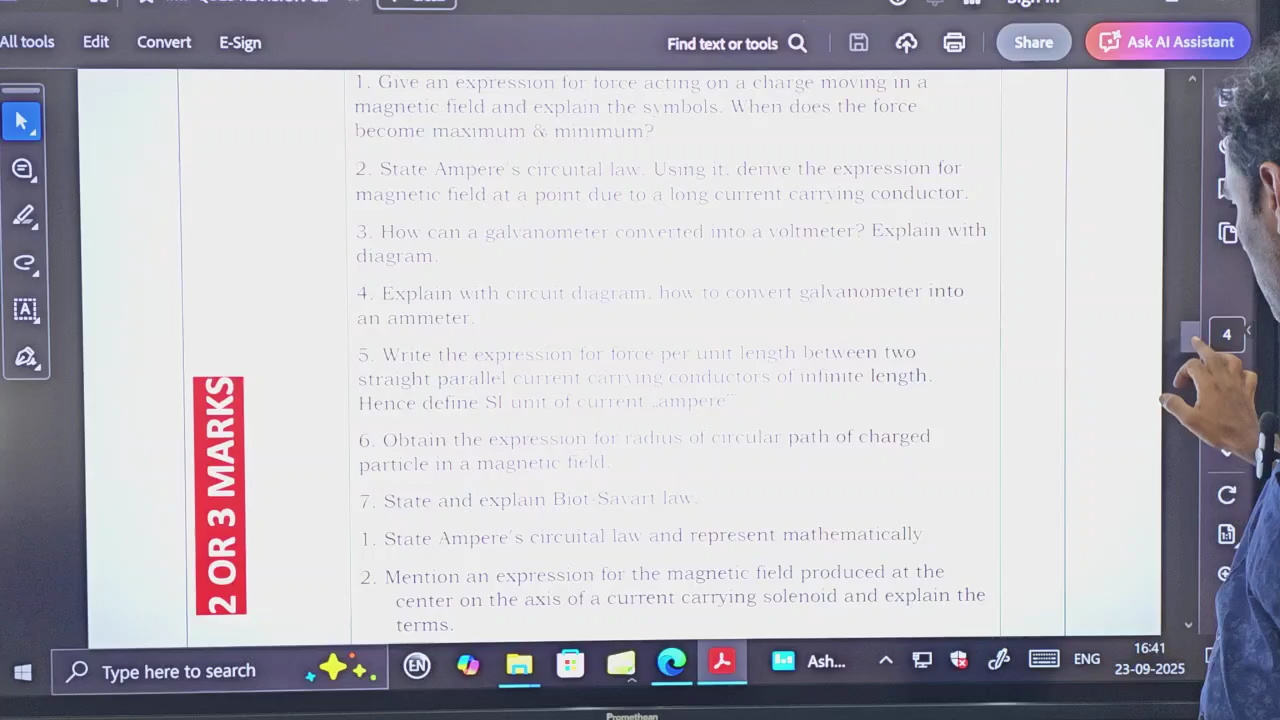 All tools
Edit
Convert
E-Sign
Find text or tools
Share
Ask AI Assistant
1. Give an expression for force acting on a charge moving in a
magnetic field and explain the symbols. When does the force
become maximum & minimum?
2. State Ampere's circuital law. Using it, derive the expression for
magnetic field at a point due to a long current carrying conductor.
3. How can a galvanometer converted into a voltmeter? Explain with
diagram.
4. Explain with circuit diagram, how to convert galvanometer into
an ammeter.
5. Write the expression for force per unit length between two
straight parallel current carrying conductors of infinite length.
Hence define SI unit of current „ampere‟
6. Obtain the expression for radius of circular path of charged
particle in a magnetic field.
7. State and explain Biot-Savart law.
1. State Ampere's circuital law and represent mathematically
2. Mention an expression for the magnetic field produced at the
center on the axis of a current carrying solenoid and explain the
terms.
2 OR 3 MARKS
4
1:1
Type here to search
EN
Ash...
ENG
16:41
23-09-2025
Promethean